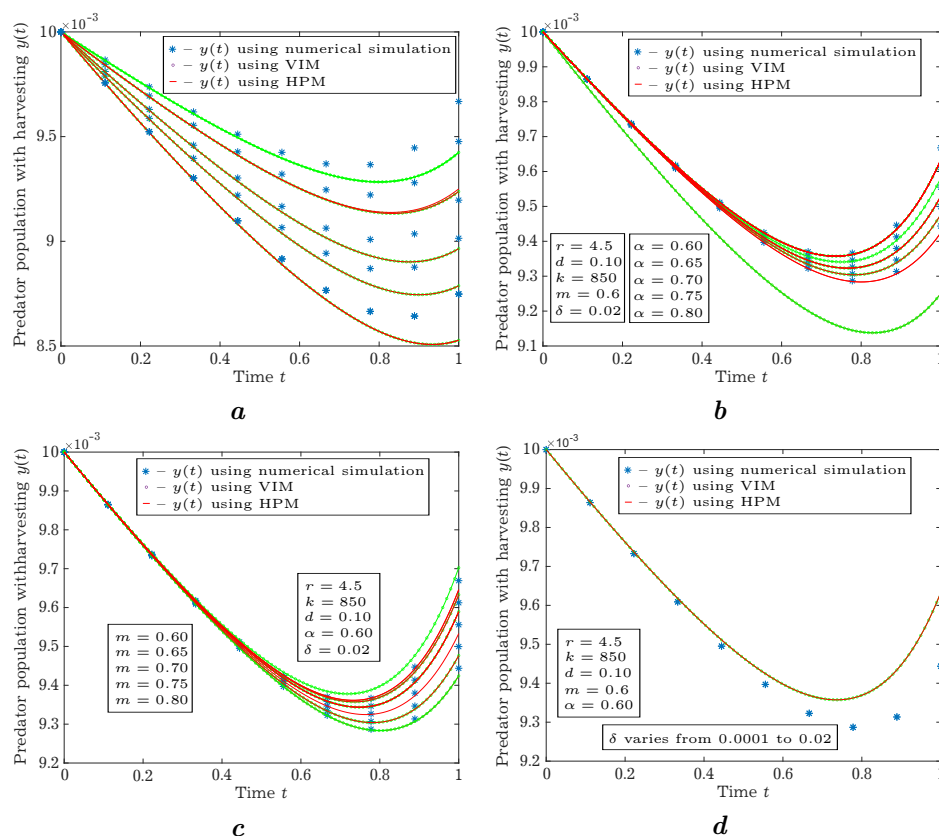 ×10⁻³
10
9.5
9
8.5
0
0.2
0.4
0.6
0.8
1
Predator population with harvesting y(t)
Time t
* – y(t) using numerical simulation
∘ – y(t) using VIM
– – y(t) using HPM
a
×10⁻³
10
9.9
9.8
9.7
9.6
9.5
9.4
9.3
9.2
9.1
0
0.2
0.4
0.6
0.8
1
Predator population with harvesting y(t)
Time t
* – y(t) using numerical simulation
∘ – y(t) using VIM
– – y(t) using HPM
r = 4.5
d = 0.10
k = 850
m = 0.6
δ = 0.02
α = 0.60
α = 0.65
α = 0.70
α = 0.75
α = 0.80
b
×10⁻³
10
9.9
9.8
9.7
9.6
9.5
9.4
9.3
9.2
0
0.2
0.4
0.6
0.8
1
Predator population withharvesting y(t)
Time t
* – y(t) using numerical simulation
∘ – y(t) using VIM
– – y(t) using HPM
r = 4.5
k = 850
d = 0.10
α = 0.60
δ = 0.02
m = 0.60
m = 0.65
m = 0.70
m = 0.75
m = 0.80
c
×10⁻³
10
9.9
9.8
9.7
9.6
9.5
9.4
9.3
9.2
0
0.2
0.4
0.6
0.8
1
Predator population with harvesting y(t)
Time t
* – y(t) using numerical simulation
∘ – y(t) using VIM
– – y(t) using HPM
r = 4.5
k = 850
d = 0.10
m = 0.6
α = 0.60
δ varies from 0.0001 to 0.02
d